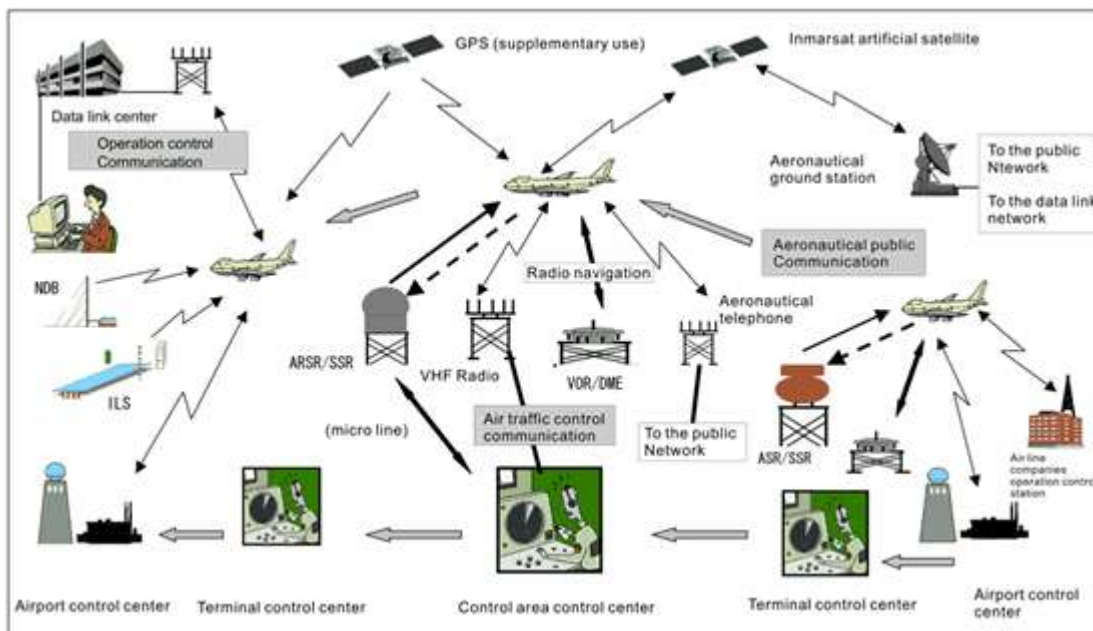 GPS (supplementary use)
Inmarsat artificial satellite
Data link center
Operation control
Communication
Aeronautical
ground station
To the public
Ntework
To the data link
network
Aeronautical public
Communication
NDB
Radio navigation
Aeronautical
telephone
ARSR/SSR
VHF Radio
VOR/DME
ILS
(micro line)
Air traffic control
communication
To the public
Network
ASR/SSR
Air line
companies
operation control
station
Airport control center
Terminal control center
Control area control center
Terminal control center
Airport control
center